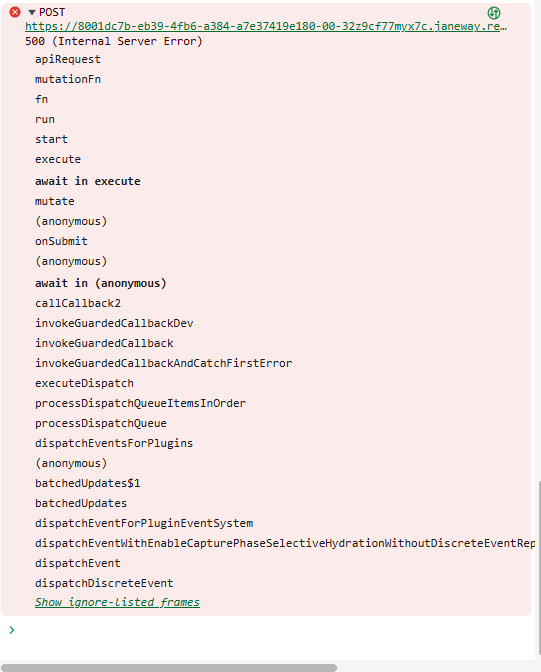 POST
https://8001dc7b-eb39-4fb6-a384-a7e37419e180-00-32z9cf77myx7c.janeway.re…
500 (Internal Server Error)
apiRequest
mutationFn
fn
run
start
execute
await in execute
mutate
(anonymous)
onSubmit
(anonymous)
await in (anonymous)
callCallback2
invokeGuardedCallbackDev
invokeGuardedCallback
invokeGuardedCallbackAndCatchFirstError
executeDispatch
processDispatchQueueItemsInOrder
processDispatchQueue
dispatchEventsForPlugins
(anonymous)
batchedUpdates$1
batchedUpdates
dispatchEventForPluginEventSystem
dispatchEventWithEnableCapturePhaseSelectiveHydrationWithoutDiscreteEventRep
dispatchEvent
dispatchDiscreteEvent
Show ignore-listed frames